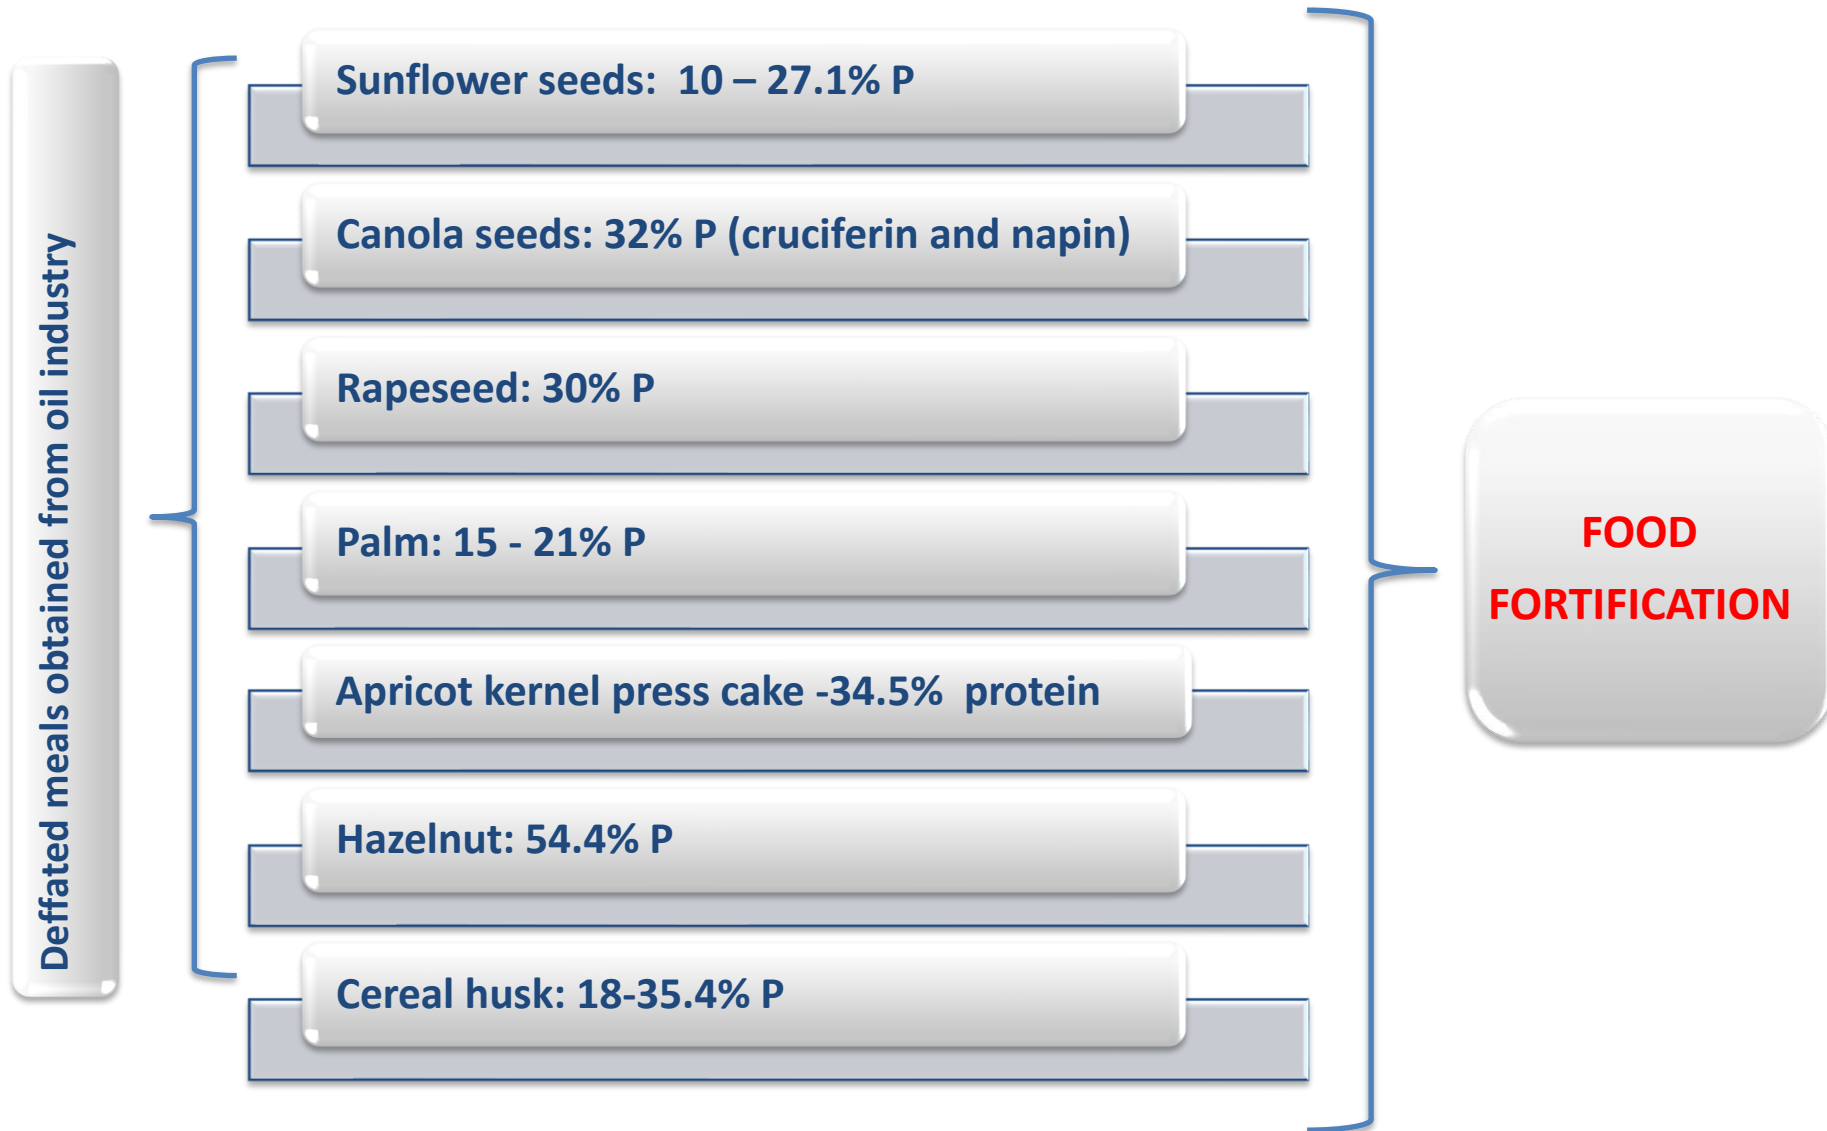 Deffated meals obtained from oil industry
Sunflower seeds:  10 – 27.1% P
Canola seeds: 32% P (cruciferin and napin)
Rapeseed: 30% P
Palm: 15 - 21% P
Apricot kernel press cake -34.5%  protein
Hazelnut: 54.4% P
Cereal husk: 18-35.4% P
FOOD
FORTIFICATION